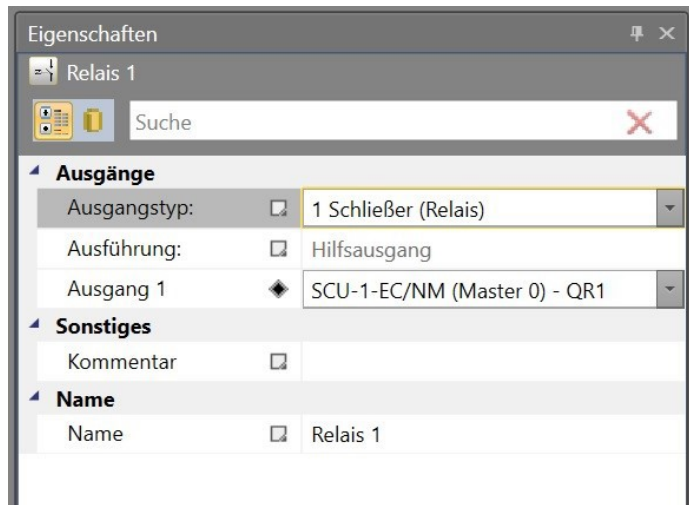 Eigenschaften
Relais 1
Suche
Ausgänge
Ausgangstyp: 1 Schließer (Relais)
Ausführung: Hilfsausgang
Ausgang 1 SCU-1-EC/NM (Master 0) - QR1
Sonstiges
Kommentar
Name
Name Relais 1